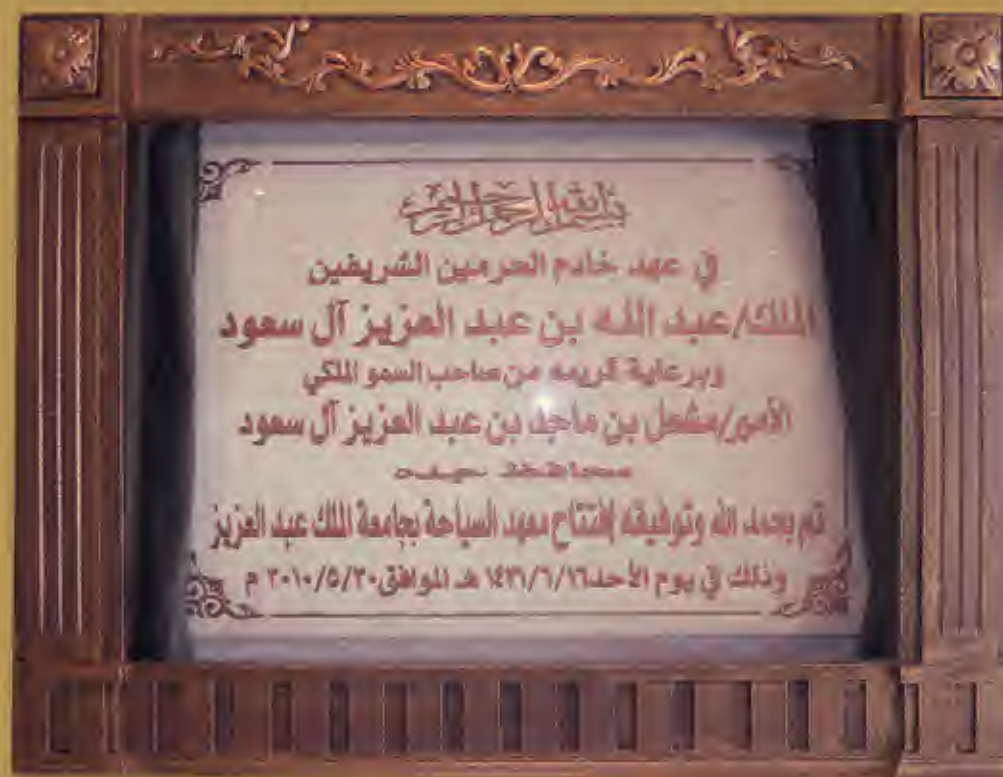 بسم الله الرحمن الرحيم
في عهد خادم الحرمين الشريفين
الملك/عبد الله بن عبد العزيز آل سعود
وبرعاية كريمه من صاحب السمو الملكي
الأمير/مشعل بن ماجد بن عبد العزيز آل سعود
محافظ جدة
تم بحمد الله وتوفيقه إفتتاح معهد السياحة بجامعة الملك عبد العزيز
وذلك في يوم الأحد١٤٣١/٦/١٦ هـ الموافق٢٠١٠/٥/٣٠ م